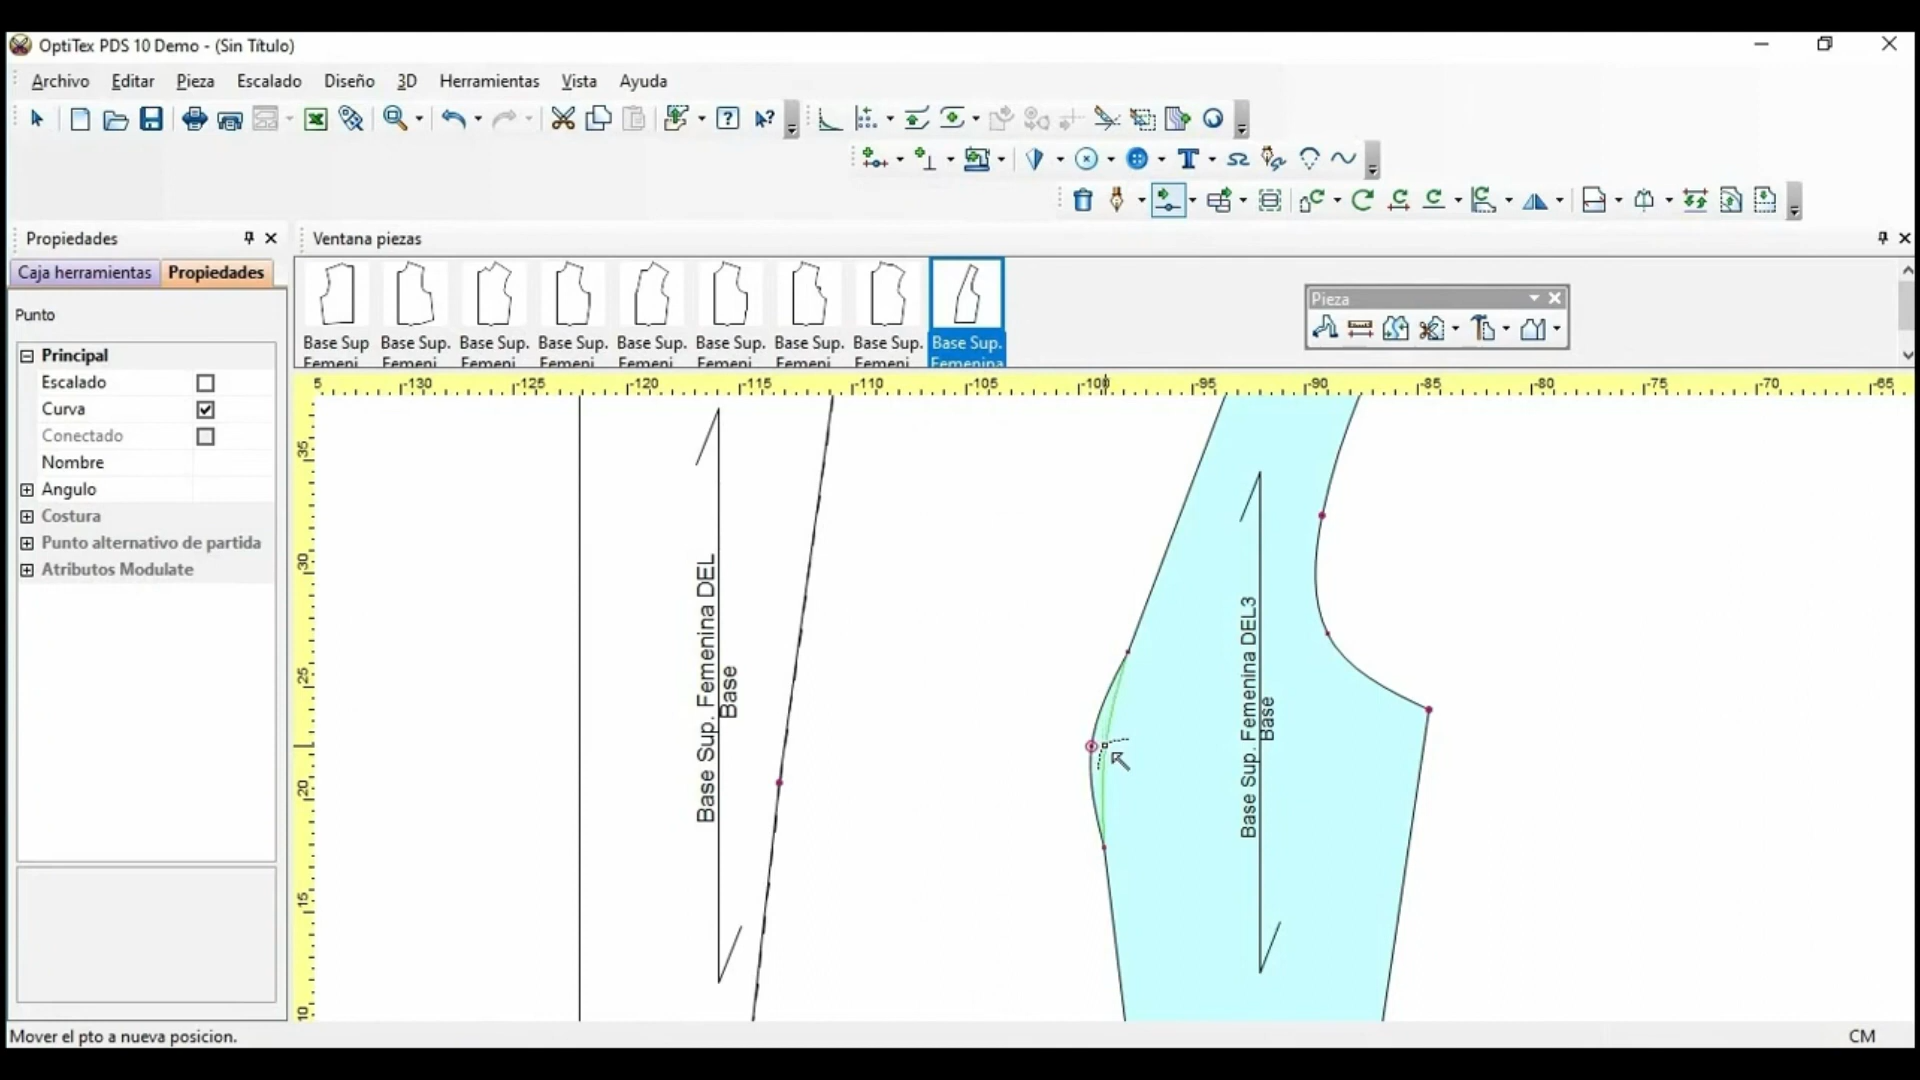 OptiTex PDS 10 Demo - (Sin Título)
Archivo Editar Pieza Escalado Diseño 3D Herramientas Vista Ayuda
Propiedades
Ventana piezas
Caja herramientas Propiedades
Punto
Principal
Escalado
Curva
Conectado
Nombre
Angulo
Costura
Punto alternativo de partida
Atributos Modulate
Base Sup Base Sup. Base Sup. Base Sup. Base Sup. Base Sup. Base Sup. Base Sup. Base Sup.
Femeni Femeni Femeni Femeni Femeni Femeni Femeni Femeni Femenina
Pieza
5 -130 -125 -120 -115 -110 -105 -100 -95 -90 -85 -80 -75 -70 -65
35
30
25
20
15
10
Base Sup. Femenina DEL
Base
Base Sup. Femenina DEL3
Base
Mover el pto a nueva posicion.
CM